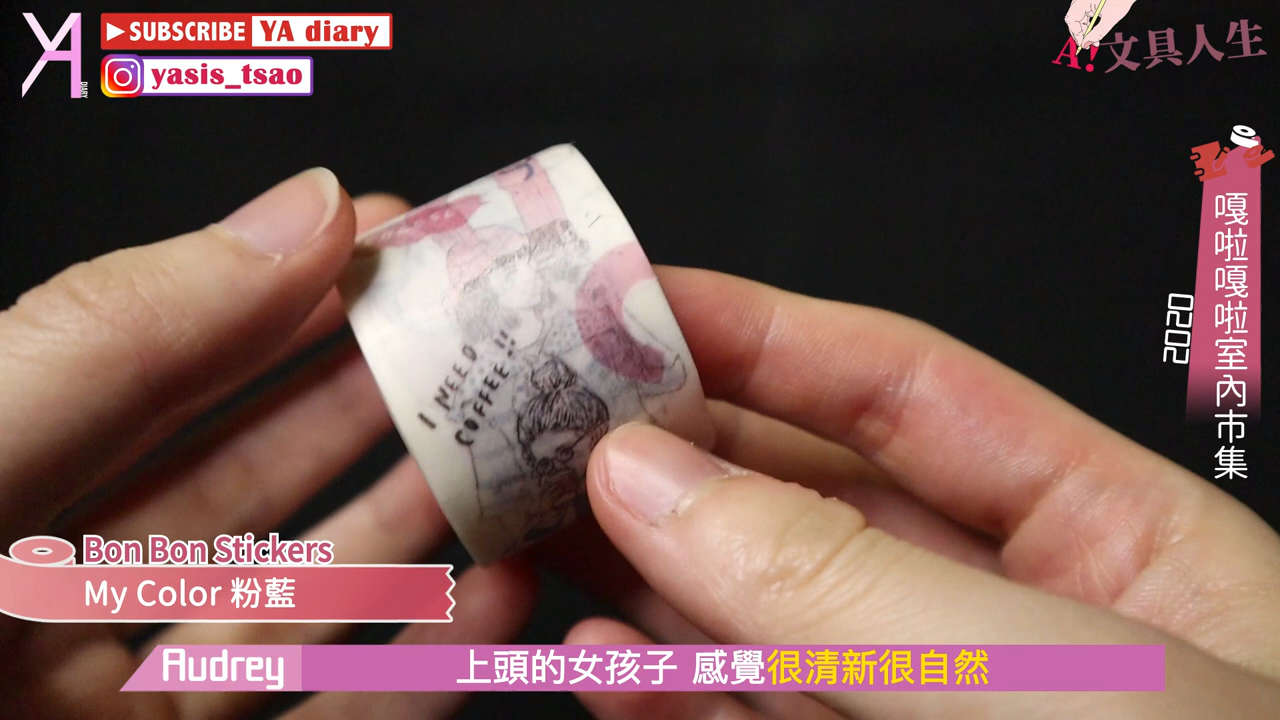 YA
DIARY
SUBSCRIBE YA diary
yasis_tsao
A!文具人生
2020
嘎啦嘎啦室內市集
I NEED
COFFEE!!
Bon Bon Stickers
My Color 粉藍
Audrey
上頭的女孩子 感覺很清新很自然